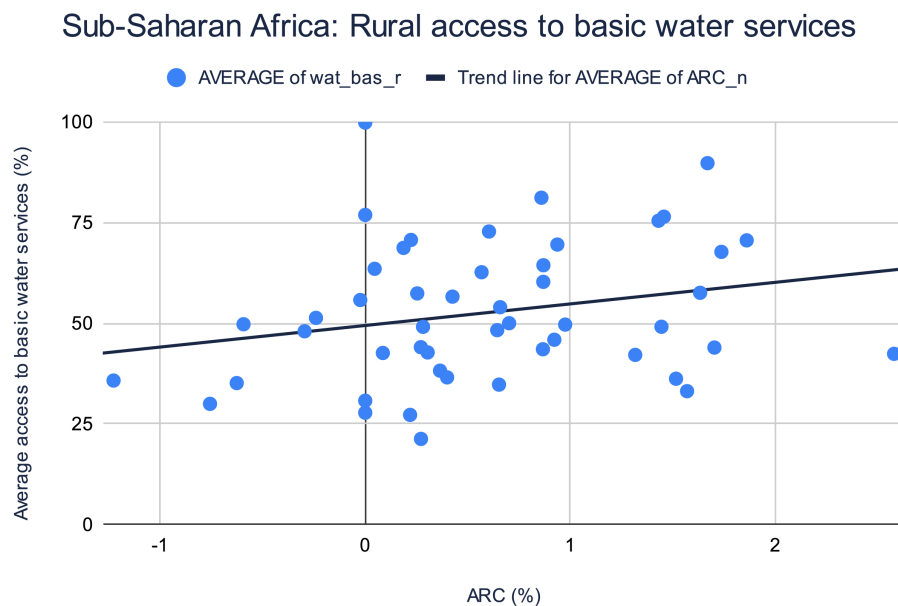 Sub-Saharan Africa: Rural access to basic water services
AVERAGE of wat_bas_r
Trend line for AVERAGE of ARC_n
Average access to basic water services (%)
100
75
50
25
0
-1
0
1
2
ARC (%)